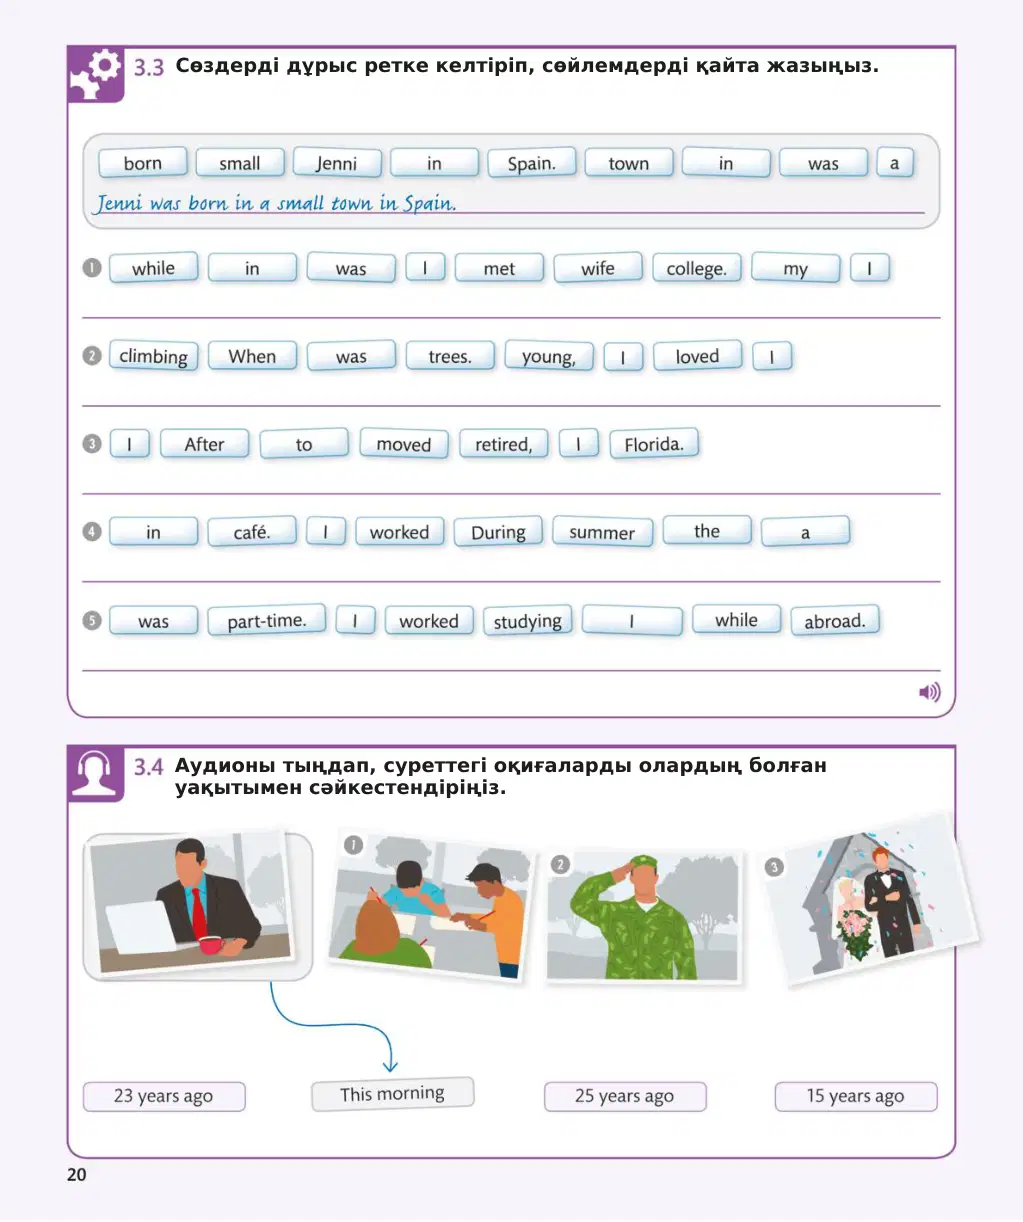 3.3 Сөздерді дұрыс ретке келтіріп, сөйлемдерді қайта жазыңыз.
born small Jenni in Spain. town in was a
Jenni was born in a small town in Spain.
1 while in was I met wife college. my I
2 climbing When was trees. young, I loved I
3 I After to moved retired, I Florida.
4 in café. I worked During summer the a
5 was part-time. I worked studying I while abroad.
3.4 Аудионы тыңдап, суреттегі оқиғаларды олардың болған
уақытымен сәйкестендіріңіз.
1 2 3
23 years ago This morning 25 years ago 15 years ago
20